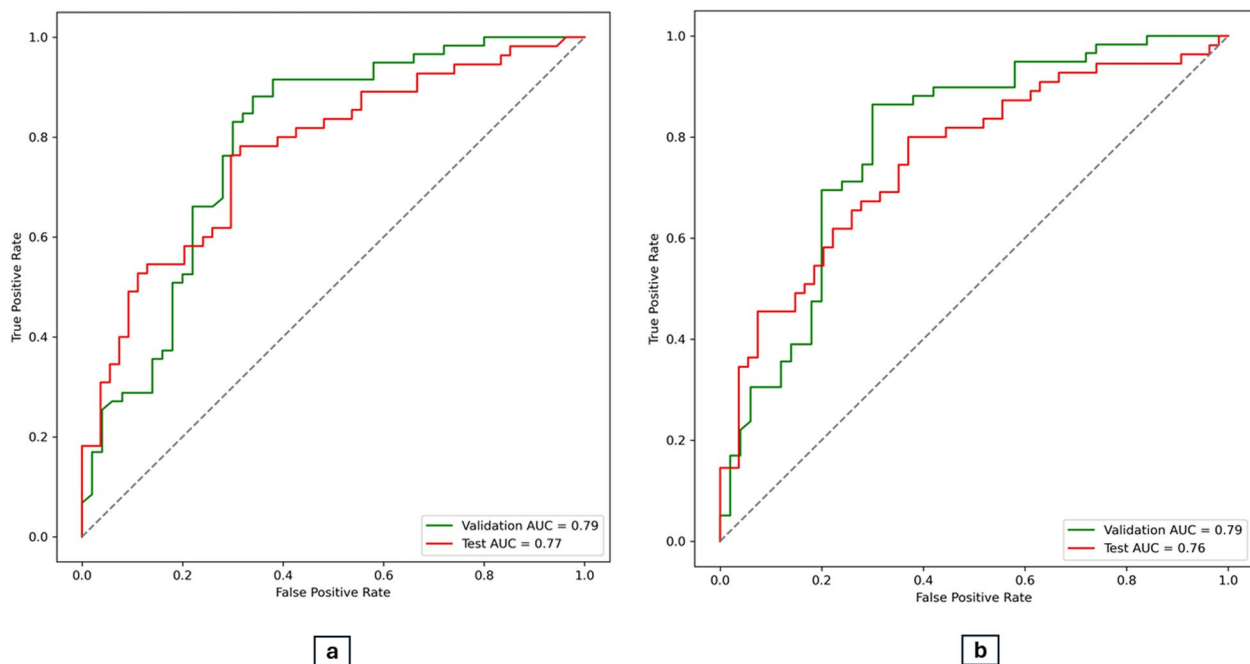 1.0
0.8
0.6
0.4
0.2
0.0
True Positive Rate
0.0 0.2 0.4 0.6 0.8 1.0
False Positive Rate
Validation AUC = 0.79
Test AUC = 0.77
a
1.0
0.8
0.6
0.4
0.2
0.0
True Positive Rate
0.0 0.2 0.4 0.6 0.8 1.0
False Positive Rate
Validation AUC = 0.79
Test AUC = 0.76
b